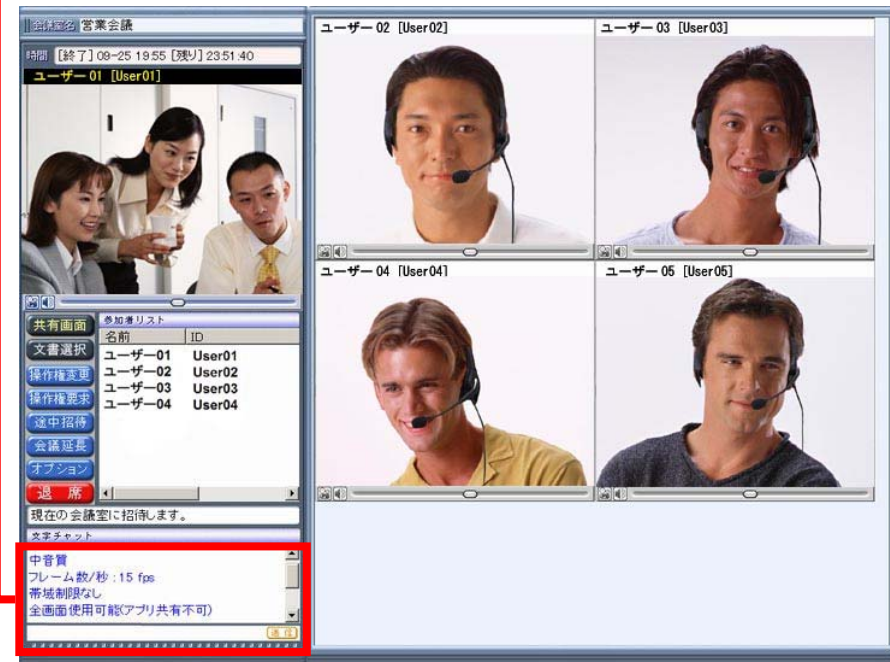 会議室名 営業会議
時間 [終了] 09-25 19:55 [残り] 23:51:40
ユーザー 01 [User01]
ユーザー 02 [User02]
ユーザー 03 [User03]
ユーザー 04 [User04]
ユーザー 05 [User05]
共有画面
文書選択
操作権変更
操作権要求
途中招待
会議延長
オプション
退 席
参加者リスト
名前 ID
ユーザー01 User01
ユーザー02 User02
ユーザー03 User03
ユーザー04 User04
現在の会議室に招待します。
文字チャット
中音質
フレーム数/秒 : 15 fps
帯域制限なし
全画面使用可能(アプリ共有不可)
送信